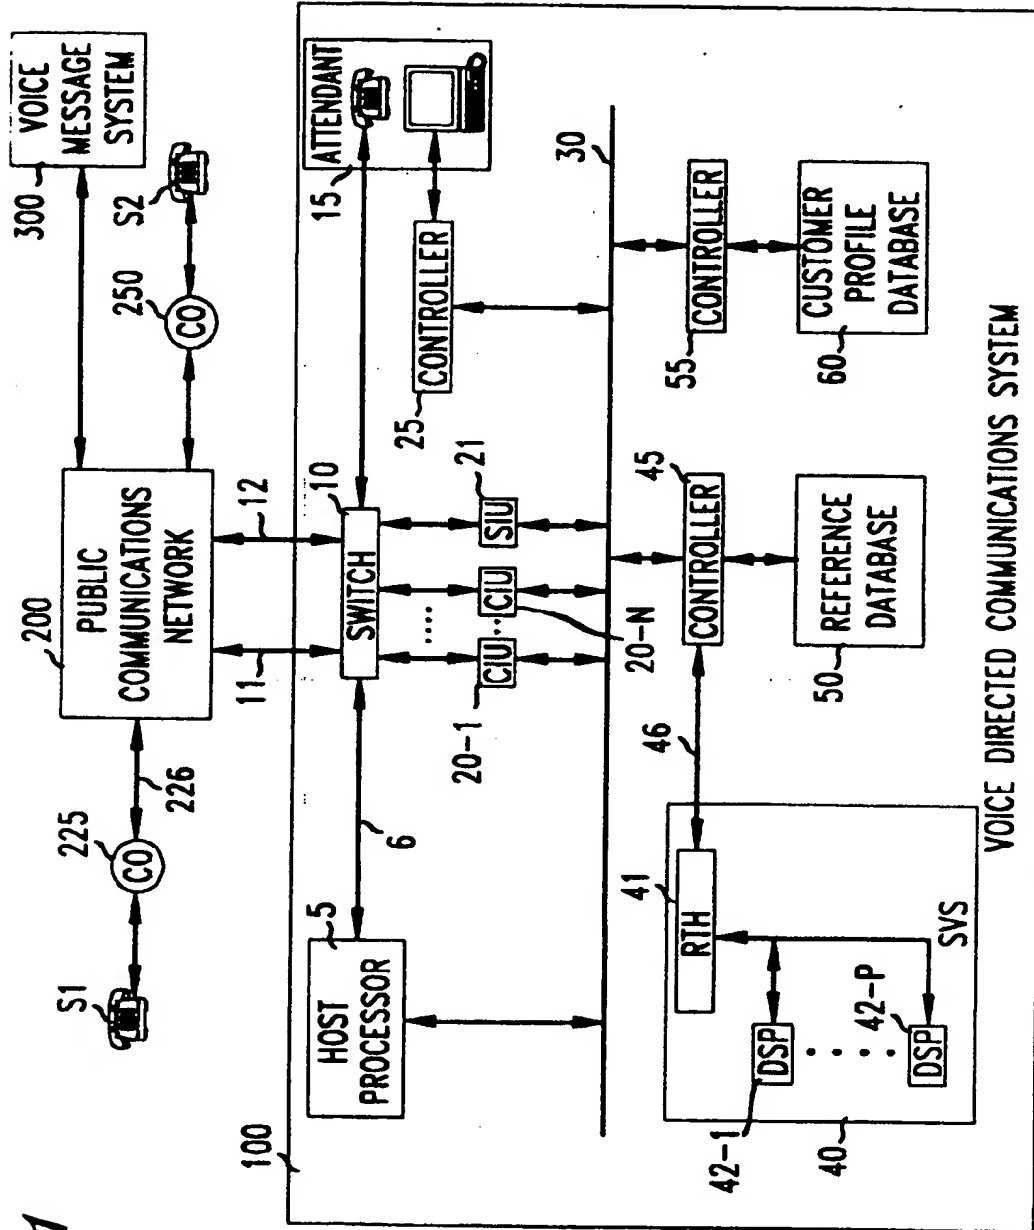 300
VOICE
MESSAGE
SYSTEM
S2
250
CO
200
PUBLIC
COMMUNICATIONS
NETWORK
226
225
CO
S1
11
12
100
5
HOST
PROCESSOR
6
10
SWITCH
15
ATTENDANT
25
CONTROLLER
20-1
CIU
....
..
CIU
20-N
SIU
21
30
41
RTH
46
45
CONTROLLER
50
REFERENCE
DATABASE
55
CONTROLLER
60
CUSTOMER
PROFILE
DATABASE
42-1
DSP
. . . .
42-P
DSP
SVS
40
VOICE DIRECTED COMMUNICATIONS SYSTEM